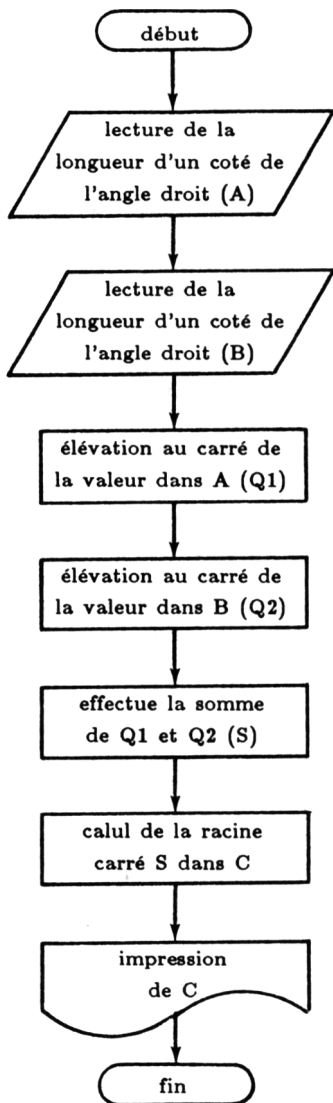 début
lecture de la
longueur d'un coté de
l'angle droit (A)
lecture de la
longueur d'un coté de
l'angle droit (B)
élévation au carré de
la valeur dans A (Q1)
élévation au carré de
la valeur dans B (Q2)
effectue la somme
de Q1 et Q2 (S)
calul de la racine
carré S dans C
impression
de C
fin